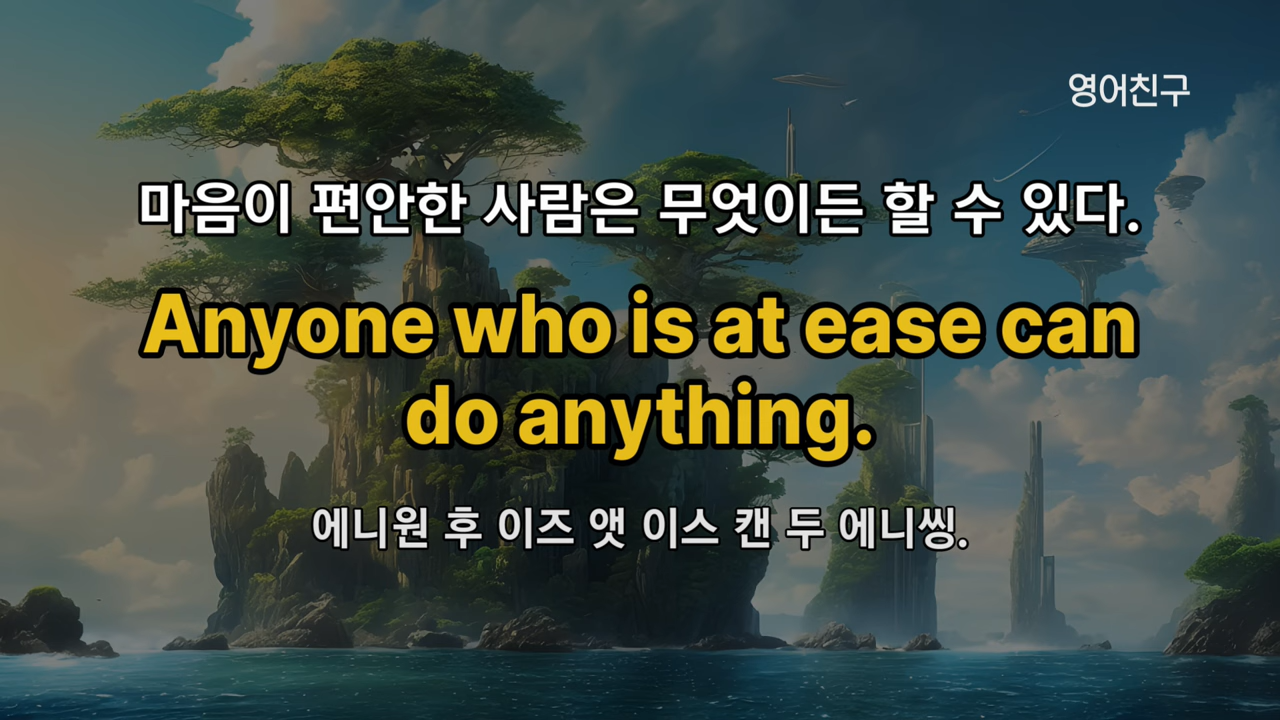 영어친구
마음이 편안한 사람은 무엇이든 할 수 있다.
Anyone who is at ease can
do anything.
에니원 후 이즈 앳 이스 캔 두 에니씽.